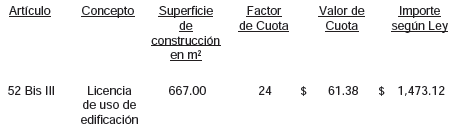 Artículo Concepto Superficie Factor Valor de Importe
de de Cuota Cuota según Ley
construcción
en m²
52 Bis III Licencia 667.00 24 $ 61.38 $ 1,473.12
de uso de
edificación